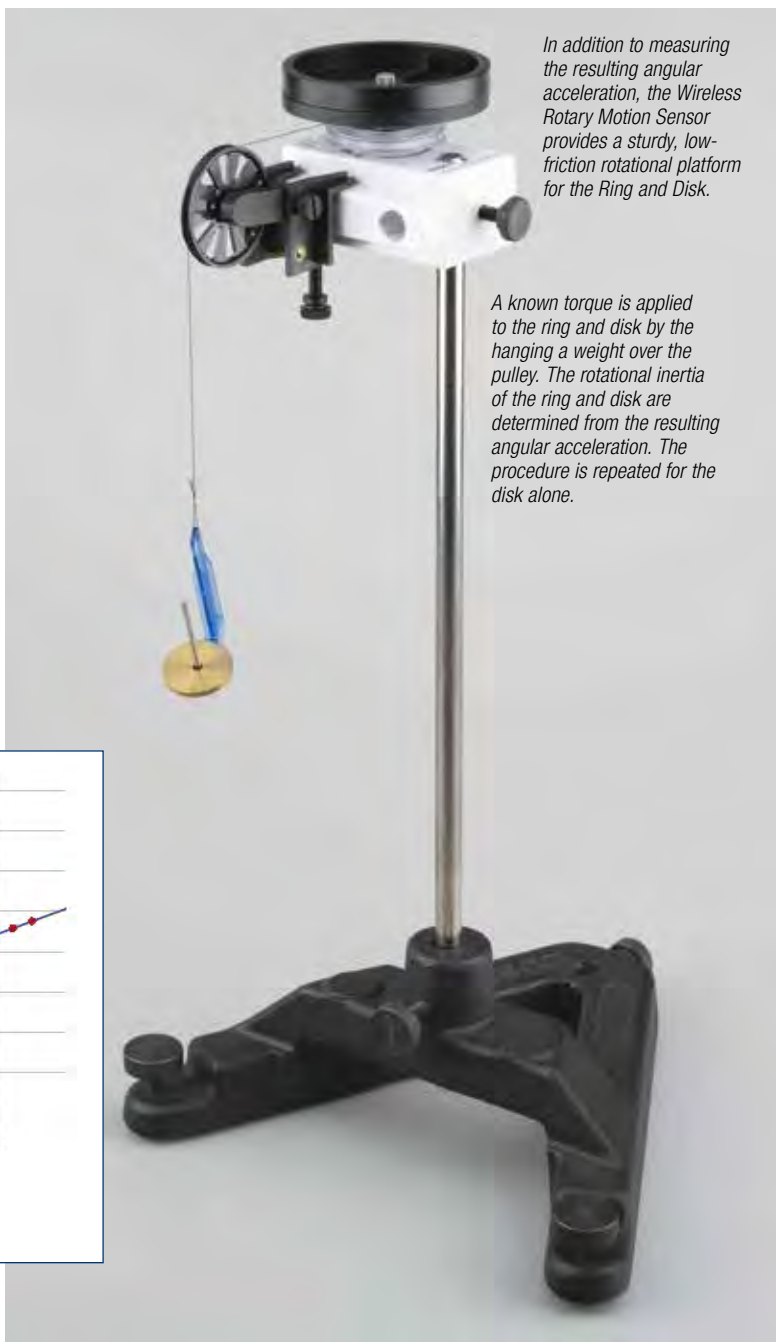 In addition to measuring
the resulting angular
acceleration, the Wireless
Rotary Motion Sensor
provides a sturdy, low-
friction rotational platform
for the Ring and Disk.
A known torque is applied
to the ring and disk by the
hanging a weight over the
pulley. The rotational inertia
of the ring and disk are
determined from the resulting
angular acceleration. The
procedure is repeated for the
disk alone.